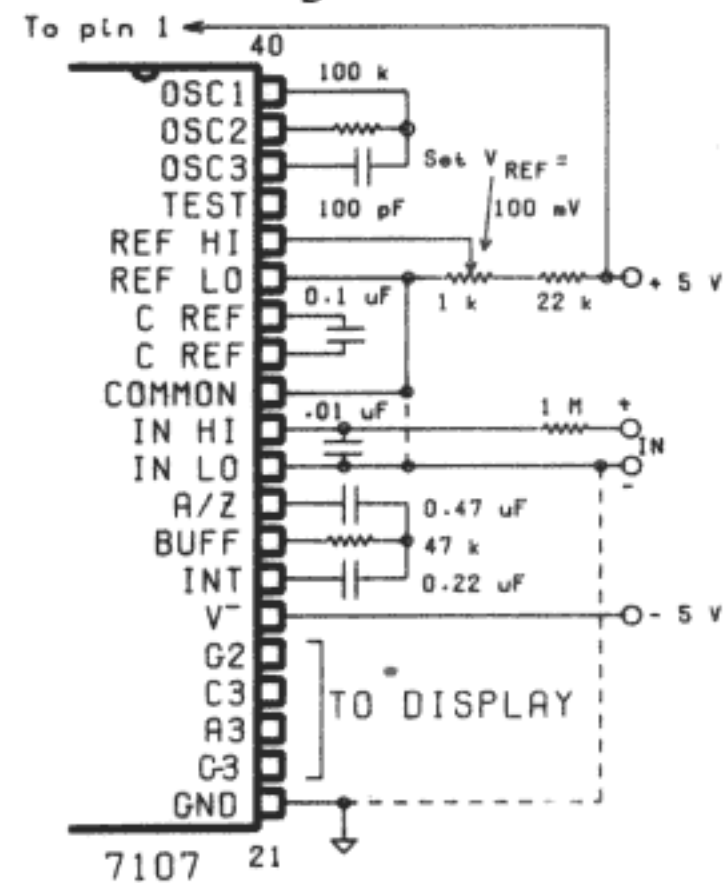 To pin 1
40
OSC1
100 k
OSC2
OSC3
Set V REF =
TEST
100 pF
100 mV
REF HI
REF LO
+ 5 V
0.1 uF
1 k
22 k
C REF
C REF
COMMON
.01 uF
1 M
+
IN HI
IN
IN LO
-
A/Z
0.47 uF
BUFF
47 k
INT
0.22 uF
V-
- 5 V
G2
C3
TO DISPLAY
A3
G3
GND
7107
21